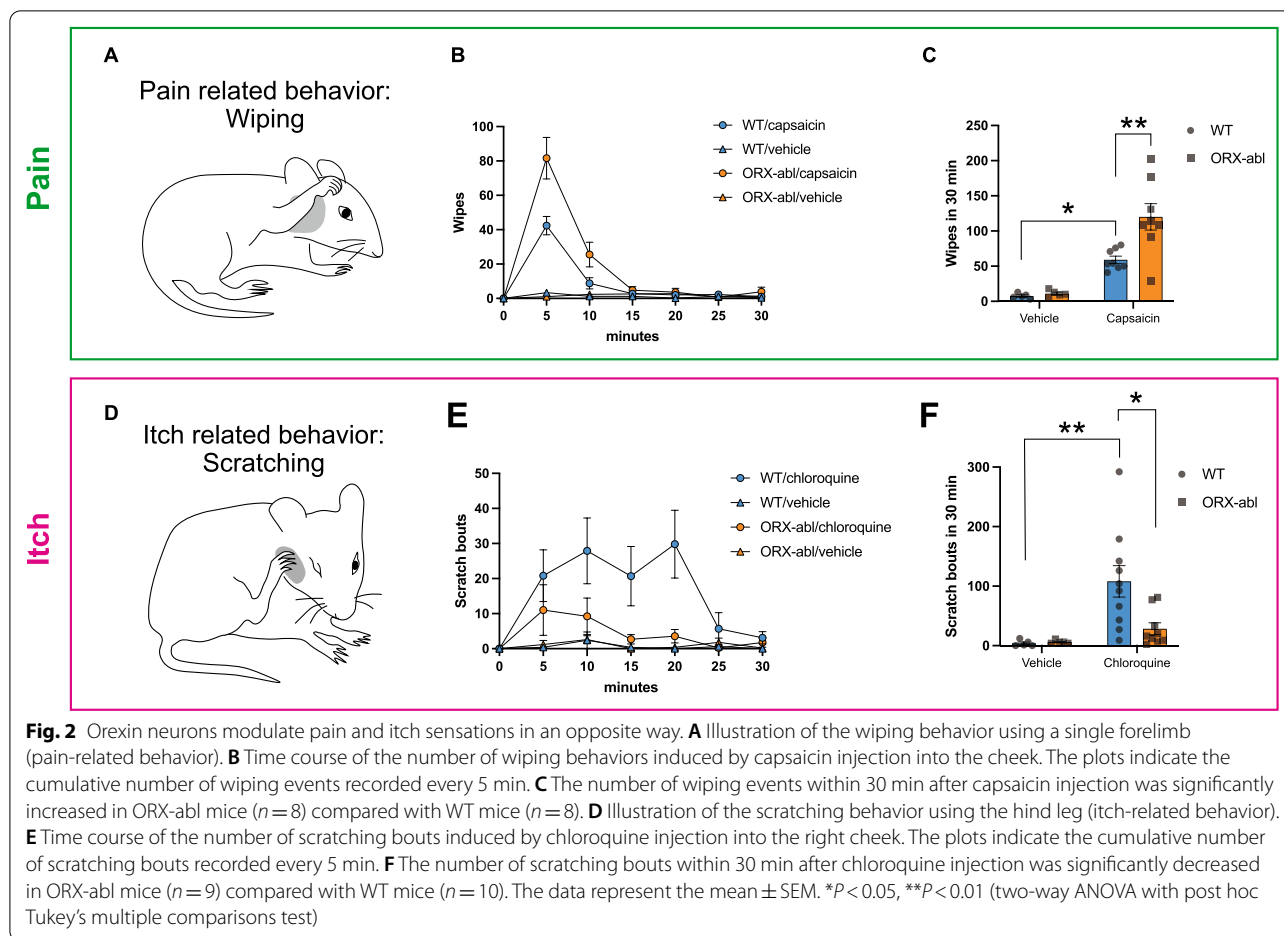 Pain
A
Pain related behavior:
Wiping
B
Wipes
100
80
60
40
20
0
0 5 10 15 20 25 30
minutes
WT/capsaicin
WT/vehicle
ORX-abl/capsaicin
ORX-abl/vehicle
C
Wipes in 30 min
250
200
150
100
50
0
*
**
Vehicle Capsaicin
WT
ORX-abl
Itch
D
Itch related behavior:
Scratching
E
Scratch bouts
50
40
30
20
10
0
0 5 10 15 20 25 30
minutes
WT/chloroquine
WT/vehicle
ORX-abl/chloroquine
ORX-abl/vehicle
F
Scratch bouts in 30 min
300
200
100
0
**
*
Vehicle Chloroquine
WT
ORX-abl
Fig. 2 Orexin neurons modulate pain and itch sensations in an opposite way. A Illustration of the wiping behavior using a single forelimb
(pain-related behavior). B Time course of the number of wiping behaviors induced by capsaicin injection into the cheek. The plots indicate the
cumulative number of wiping events recorded every 5 min. C The number of wiping events within 30 min after capsaicin injection was significantly
increased in ORX-abl mice (n = 8) compared with WT mice (n = 8). D Illustration of the scratching behavior using the hind leg (itch-related behavior).
E Time course of the number of scratching bouts induced by chloroquine injection into the right cheek. The plots indicate the cumulative number
of scratching bouts recorded every 5 min. F The number of scratching bouts within 30 min after chloroquine injection was significantly decreased
in ORX-abl mice (n = 9) compared with WT mice (n = 10). The data represent the mean ± SEM. *P < 0.05, **P < 0.01 (two-way ANOVA with post hoc
Tukey's multiple comparisons test)